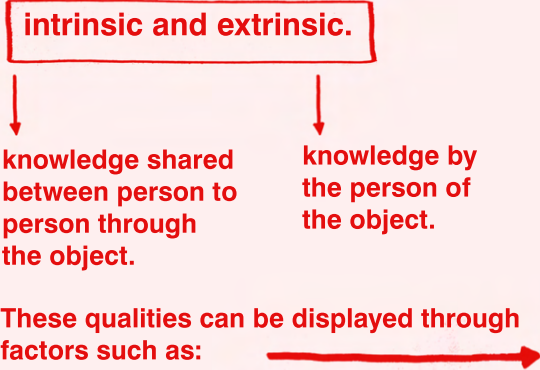 intrinsic and extrinsic.
knowledge shared
between person to
person through
the object.
knowledge by
the person of
the object.
These qualities can be displayed through
factors such as: